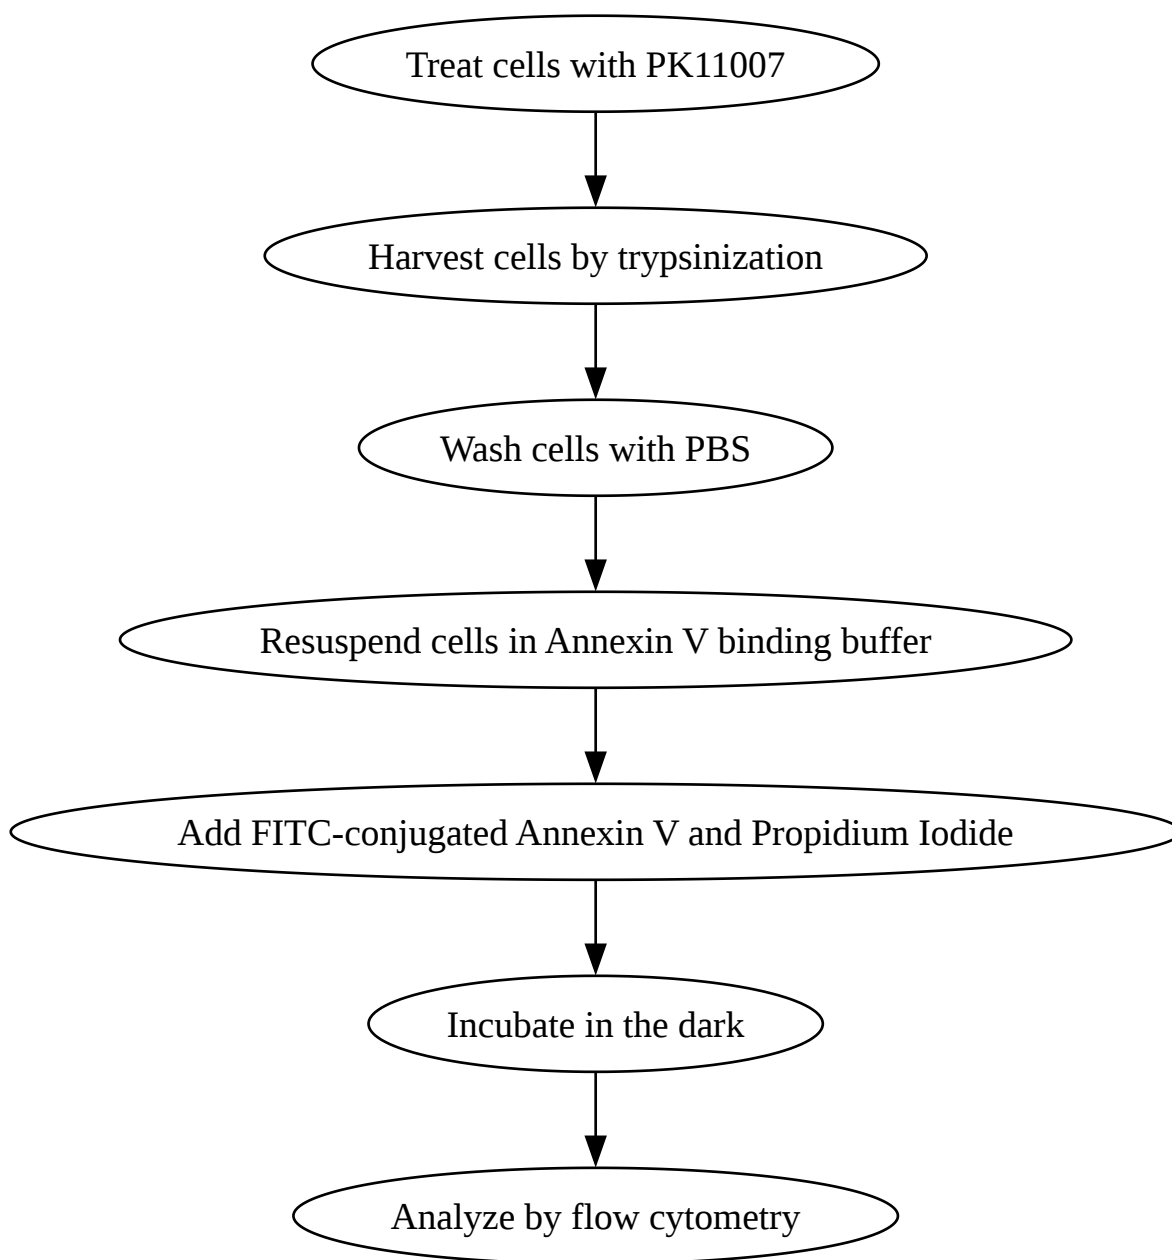 Treat cells with PK11007
Harvest cells by trypsinization
Wash cells with PBS
Resuspend cells in Annexin V binding buffer
Add FITC-conjugated Annexin V and Propidium Iodide
Incubate in the dark
Analyze by flow cytometry